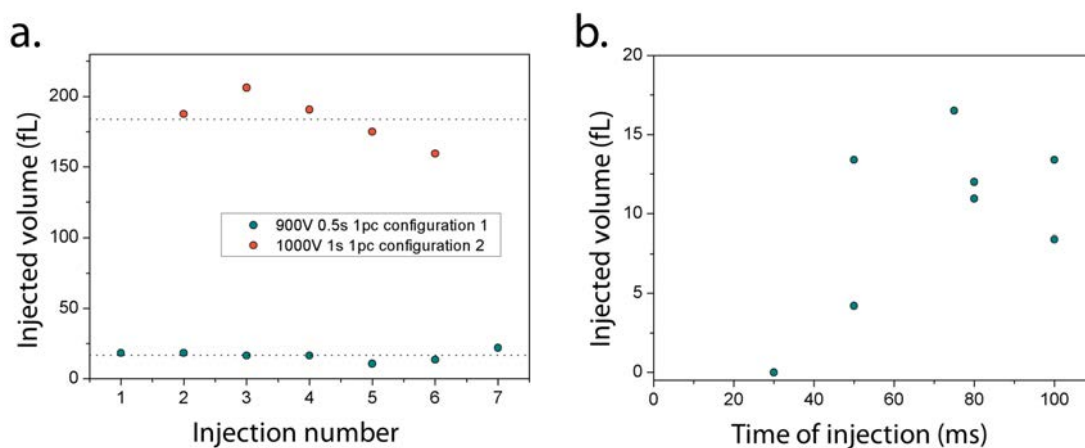 a.
Injected volume (fL)
200
150
100
50
0
900V 0.5s 1pc configuration 1
1000V 1s 1pc configuration 2
1 2 3 4 5 6 7
Injection number
b.
Injected volume (fL)
20
15
10
5
0
0 20 40 60 80 100
Time of injection (ms)